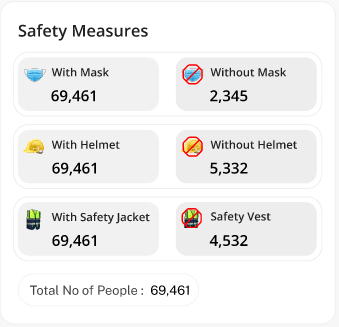 Safety Measures
With Mask
69,461
Without Mask
2,345
With Helmet
69,461
Without Helmet
5,332
With Safety Jacket
69,461
Safety Vest
4,532
Total No of People : 69,461